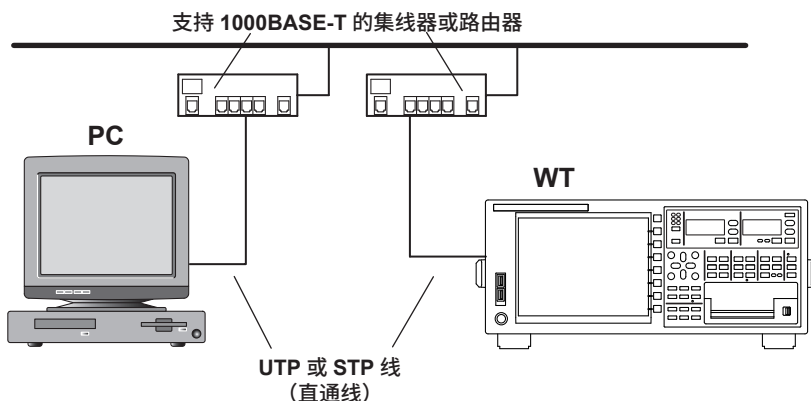 支持 1000BASE-T 的集线器或路由器
PC
WT
UTP 或 STP 线
（直通线）